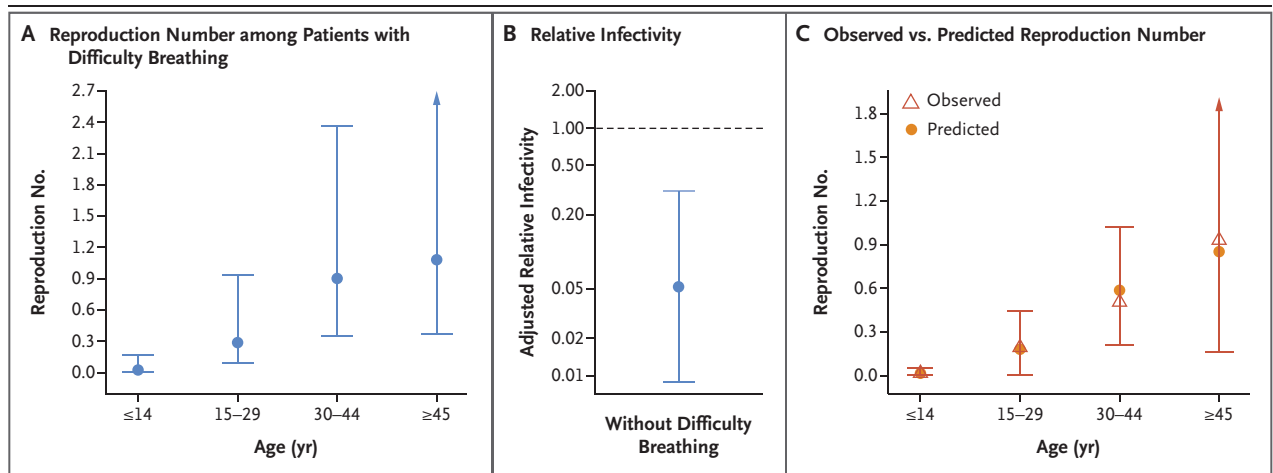 A Reproduction Number among Patients with
Difficulty Breathing
Reproduction No.
2.7
2.4
2.1
1.8
1.5
1.2
0.9
0.6
0.3
0.0
≤14 15–29 30–44 ≥45
Age (yr)
B Relative Infectivity
Adjusted Relative Infectivity
2.00
1.00
0.50
0.20
0.05
0.02
0.01
Without Difficulty
Breathing
C Observed vs. Predicted Reproduction Number
Observed
Predicted
Reproduction No.
1.8
1.5
1.2
0.9
0.6
0.3
0.0
≤14 15–29 30–44 ≥45
Age (yr)